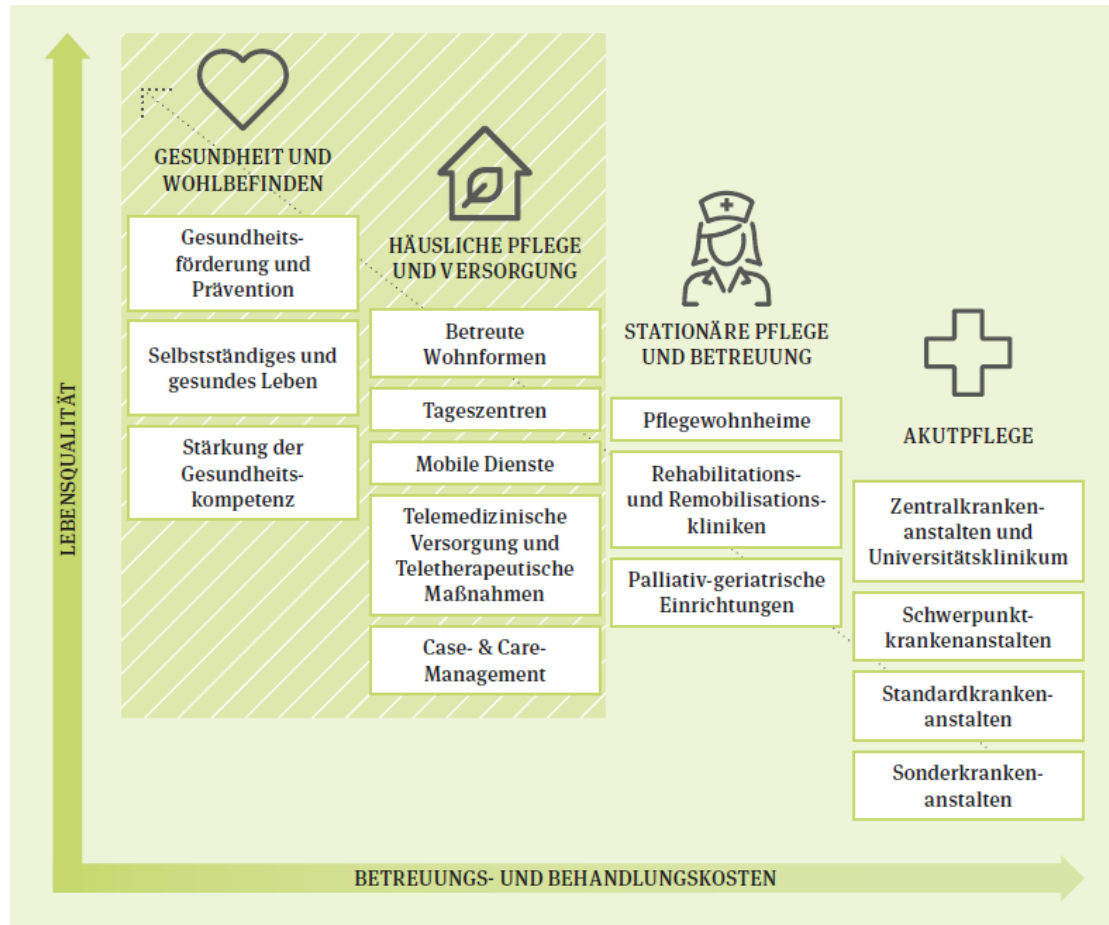 LEBENSQUALITÄT
GESUNDHEIT UND
WOHLBEFINDEN
Gesundheits-
förderung und
Prävention
Selbstständiges und
gesundes Leben
Stärkung der
Gesundheits-
kompetenz
HÄUSLICHE PFLEGE
UND VERSORGUNG
Betreute
Wohnformen
Tageszentren
Mobile Dienste
Telemedizinische
Versorgung und
Teletherapeutische
Maßnahmen
Case- & Care-
Management
STATIONÄRE PFLEGE
UND BETREUUNG
Pflegewohnheime
Rehabilitations-
und Remobilisations-
kliniken
Palliativ-geriatrische
Einrichtungen
AKUTPFLEGE
Zentralkranken-
anstalten und
Universitätsklinikum
Schwerpunkt-
krankenanstalten
Standardkranken-
anstalten
Sonderkranken-
anstalten
BETREUUNGS- UND BEHANDLUNGSKOSTEN